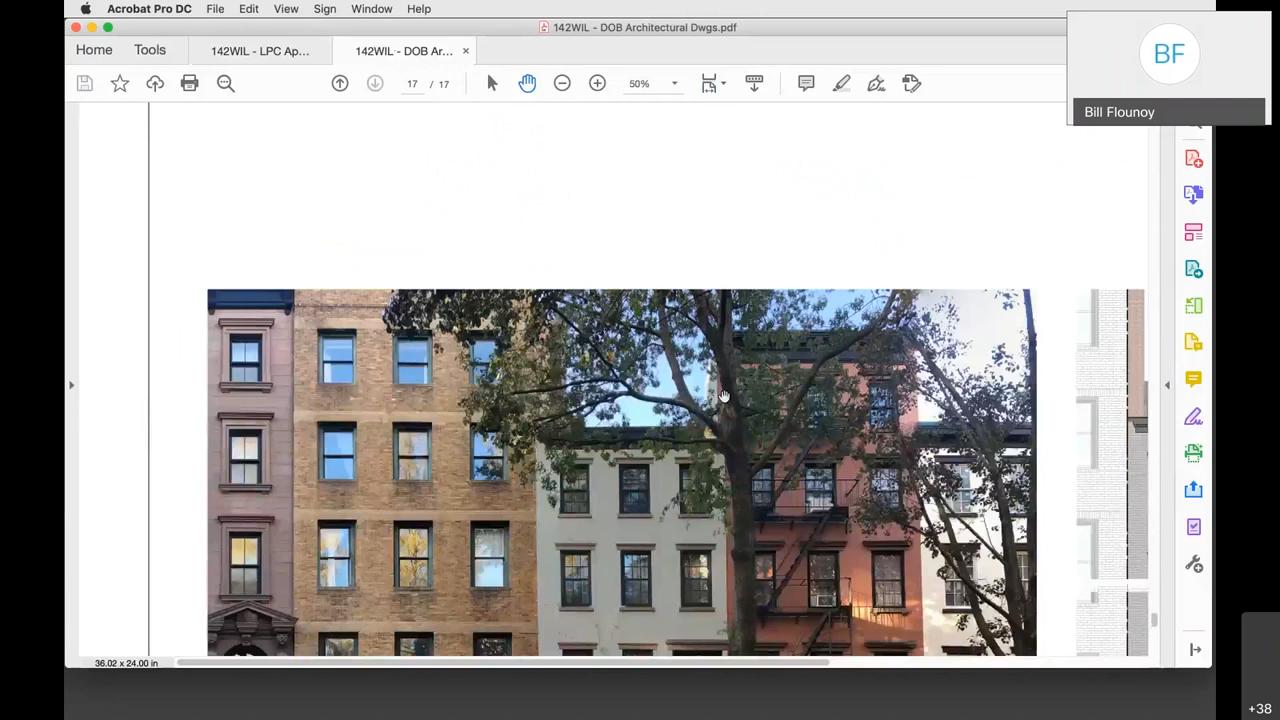 Acrobat Pro DC File Edit View Sign Window Help
142WIL - DOB Architectural Dwgs.pdf
Home Tools 142WIL - LPC Ap... 142WIL - DOB Ar... ×
17 / 17 50%
BF
Bill Flounoy
36.02 x 24.00 in
+38